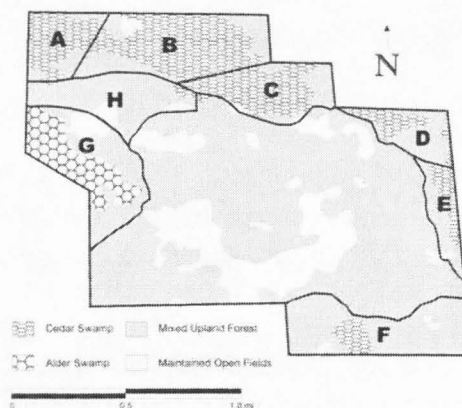 A
B
N
C
H
D
G
E
F
Cedar Swamp
Mixed Upland Forest
Alder Swamp
Maintained Open Fields
0 0.5 1.0 mi